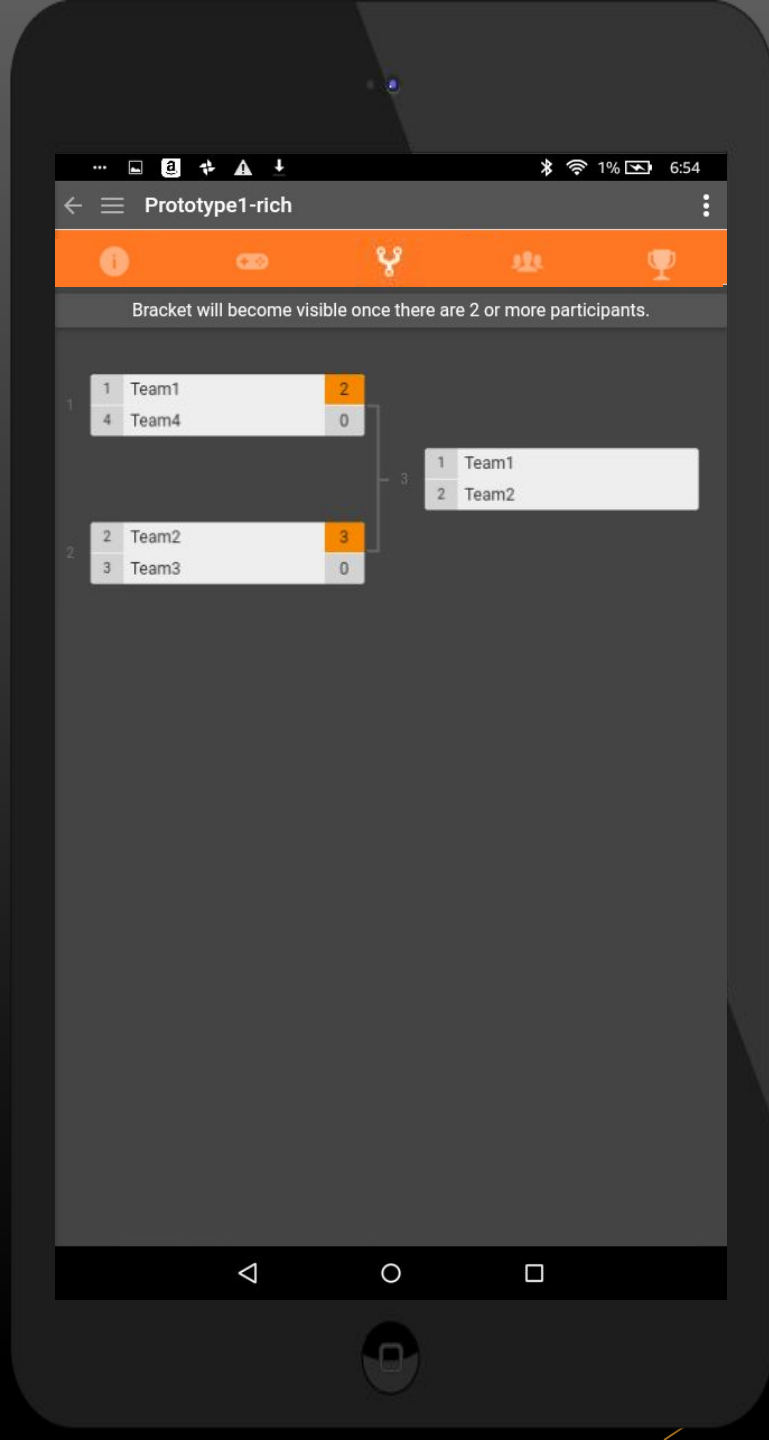 1% 6:54
Prototype1-rich
Bracket will become visible once there are 2 or more participants.
1
1 Team1 2
4 Team4 0
3
1 Team1
2 Team2
2
2 Team2 3
3 Team3 0